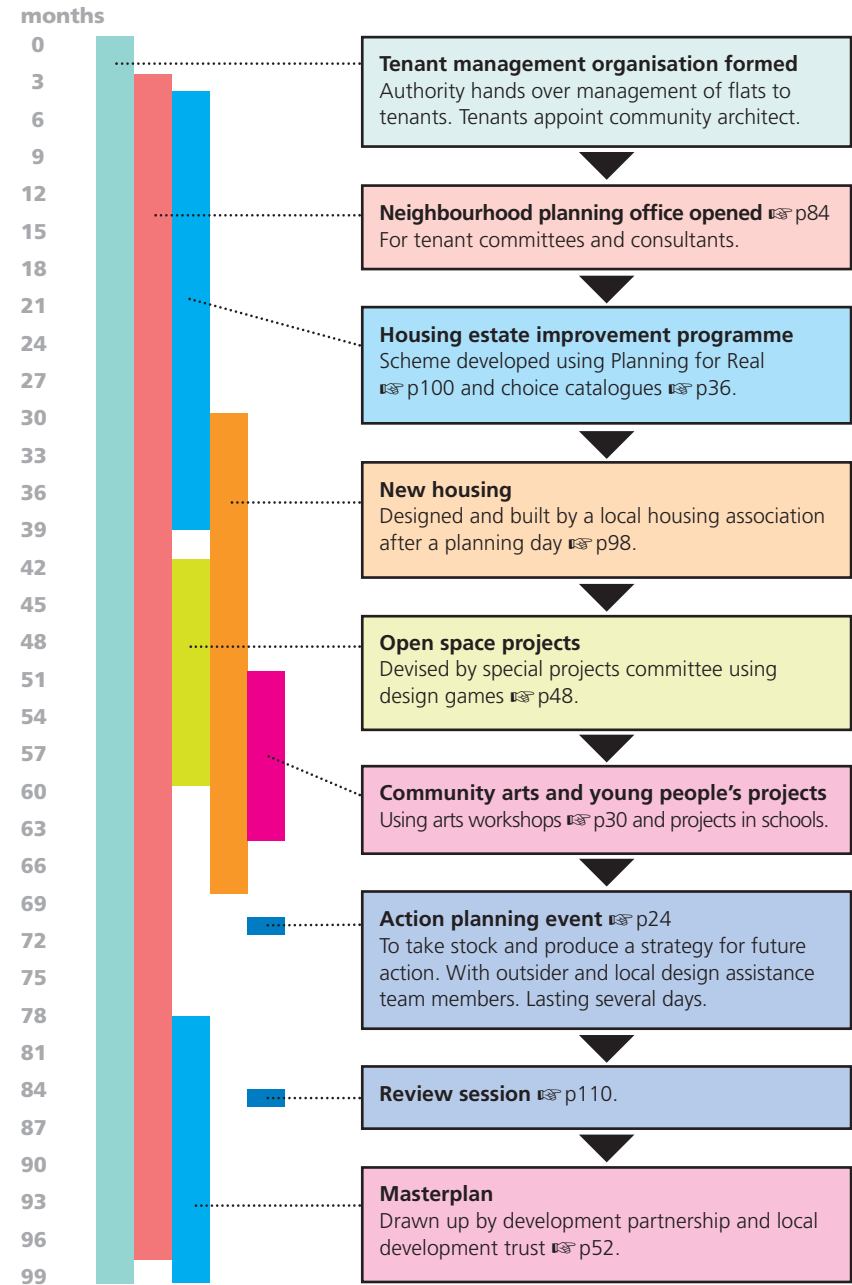 months
0
3
6
9
12
15
18
21
24
27
30
33
36
39
42
45
48
51
54
57
60
63
66
69
72
75
78
81
84
87
90
93
96
99
Tenant management organisation formed
Authority hands over management of flats to
tenants. Tenants appoint community architect.
Neighbourhood planning office opened ☞p84
For tenant committees and consultants.
Housing estate improvement programme
Scheme developed using Planning for Real
☞p100 and choice catalogues ☞p36.
New housing
Designed and built by a local housing association
after a planning day ☞p98.
Open space projects
Devised by special projects committee using
design games ☞p48.
Community arts and young people's projects
Using arts workshops ☞p30 and projects in schools.
Action planning event ☞p24
To take stock and produce a strategy for future
action. With outsider and local design assistance
team members. Lasting several days.
Review session ☞p110.
Masterplan
Drawn up by development partnership and local
development trust ☞p52.